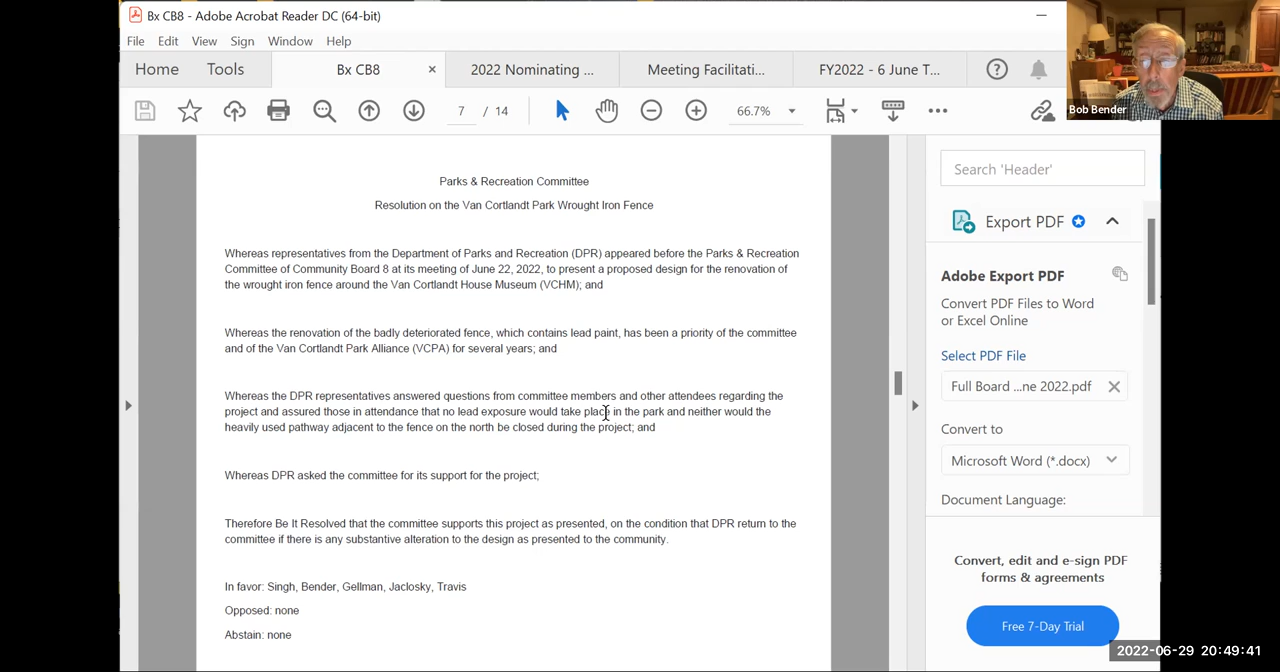 Bx CB8 - Adobe Acrobat Reader DC (64-bit)
File Edit View Sign Window Help
Home Tools Bx CB8 × 2022 Nominating ... Meeting Facilitati... FY2022 - 6 June T...
7 / 14 66.7%
Bob Bender
Parks & Recreation Committee
Resolution on the Van Cortlandt Park Wrought Iron Fence
Whereas representatives from the Department of Parks and Recreation (DPR) appeared before the Parks & Recreation
Committee of Community Board 8 at its meeting of June 22, 2022, to present a proposed design for the renovation of
the wrought iron fence around the Van Cortlandt House Museum (VCHM); and
Whereas the renovation of the badly deteriorated fence, which contains lead paint, has been a priority of the committee
and of the Van Cortlandt Park Alliance (VCPA) for several years; and
Whereas the DPR representatives answered questions from committee members and other attendees regarding the
project and assured those in attendance that no lead exposure would take place in the park and neither would the
heavily used pathway adjacent to the fence on the north be closed during the project; and
Whereas DPR asked the committee for its support for the project;
Therefore Be It Resolved that the committee supports this project as presented, on the condition that DPR return to the
committee if there is any substantive alteration to the design as presented to the community.
In favor: Singh, Bender, Gellman, Jaclosky, Travis
Opposed: none
Abstain: none
Search 'Header'
Export PDF
Adobe Export PDF
Convert PDF Files to Word
or Excel Online
Select PDF File
Full Board ...ne 2022.pdf
Convert to
Microsoft Word (*.docx)
Document Language:
Convert, edit and e-sign PDF
forms & agreements
Free 7-Day Trial
2022-06-29 20:49:41